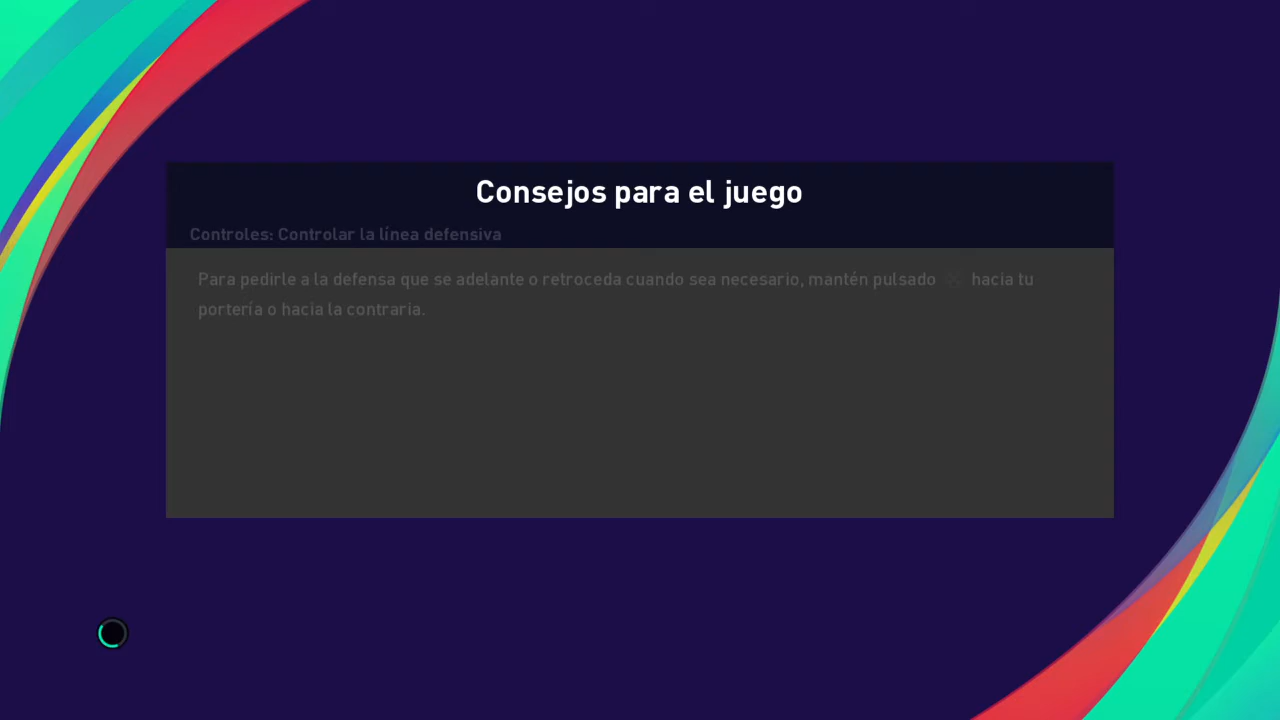 Consejos para el juego
Controles: Controlar la línea defensiva
Para pedirle a la defensa que se adelante o retroceda cuando sea necesario, mantén pulsado hacia tu
portería o hacia la contraria.